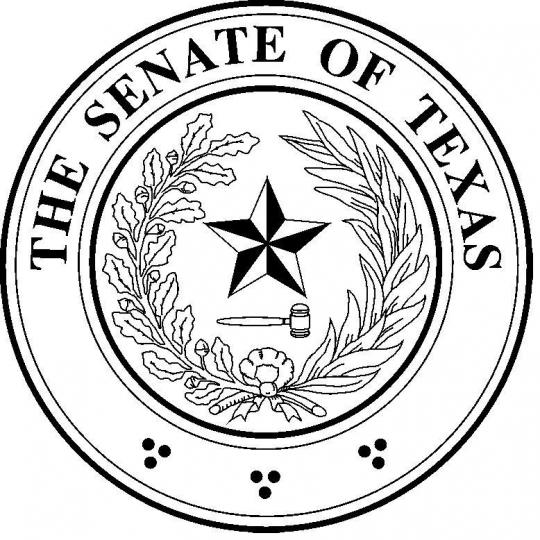 THE SENATE OF TEXAS